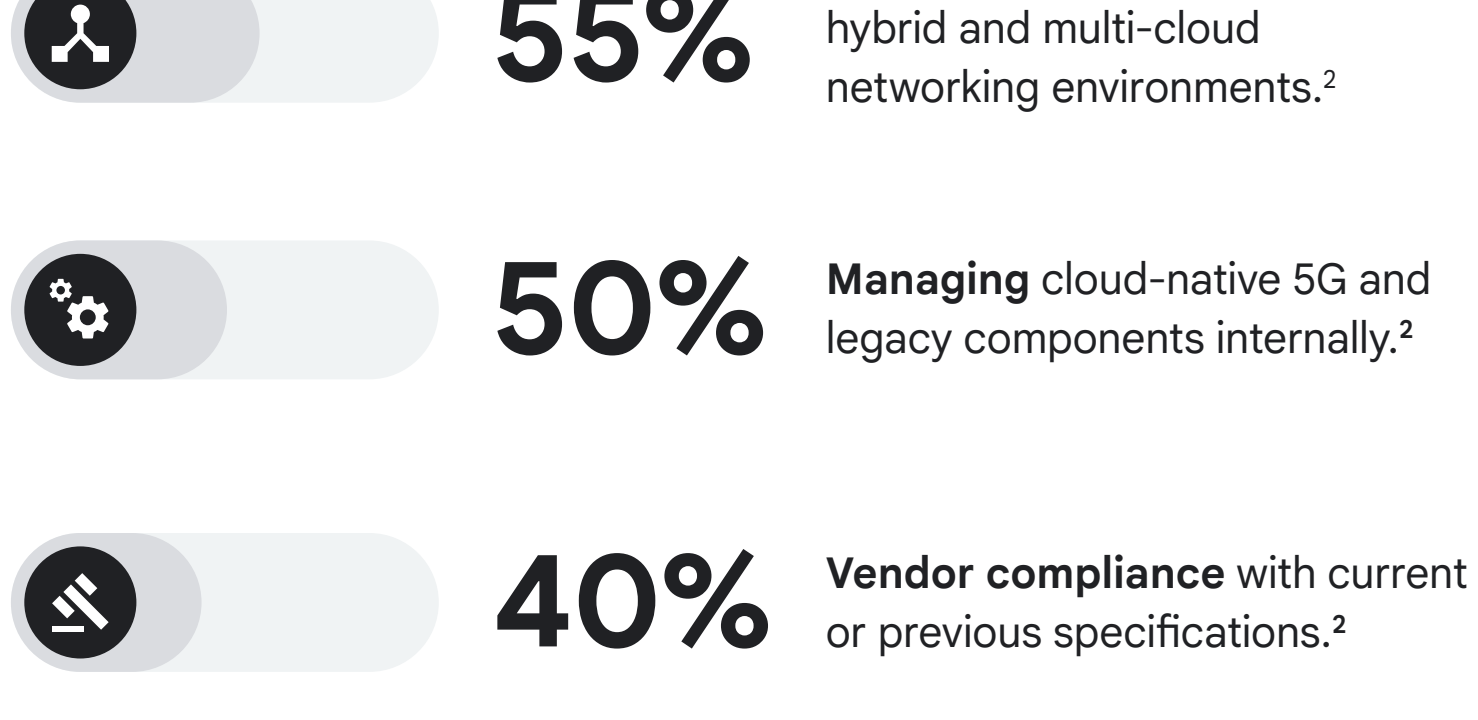 55%
hybrid and multi-cloud
networking environments.²
50%
Managing cloud-native 5G and
legacy components internally.²
40%
Vendor compliance with current
or previous specifications.²